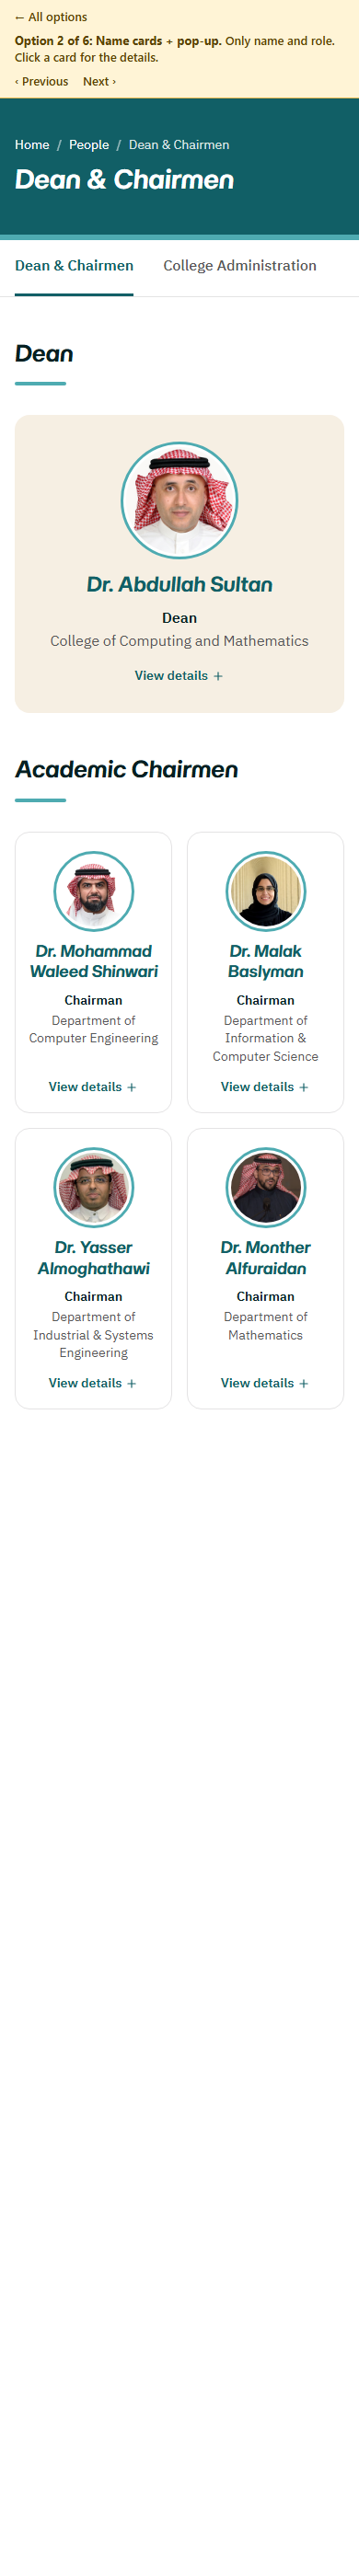 ← All options
Option 2 of 6: Name cards + pop-up. Only name and role.
Click a card for the details.
‹ Previous Next ›
Home / People / Dean & Chairmen
Dean & Chairmen
Dean & Chairmen College Administration
Dean
Dr. Abdullah Sultan
Dean
College of Computing and Mathematics
View details +
Academic Chairmen
Dr. Mohammad
Waleed Shinwari
Chairman
Department of
Computer Engineering
View details +
Dr. Malak
Baslyman
Chairman
Department of
Information &
Computer Science
View details +
Dr. Yasser
Almoghathawi
Chairman
Department of
Industrial & Systems
Engineering
View details +
Dr. Monther
Alfuraidan
Chairman
Department of
Mathematics
View details +